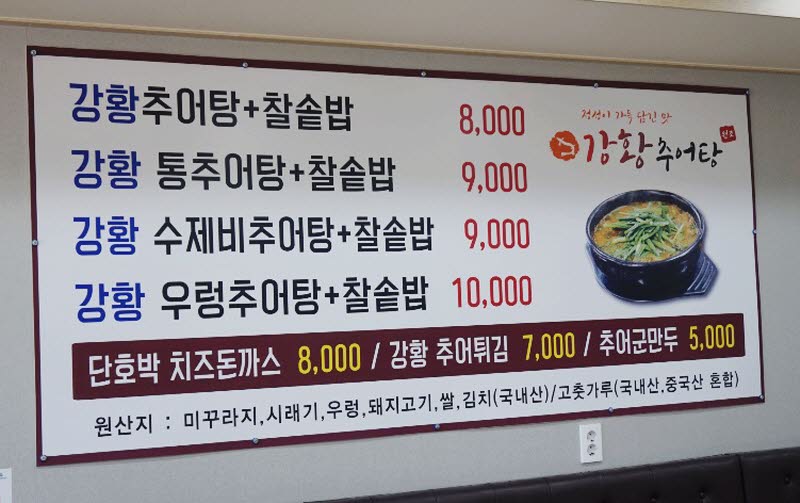 강황추어탕+찰솥밥 8,000
강황 통추어탕+찰솥밥 9,000
강황 수제비추어탕+찰솥밥 9,000
강황 우렁추어탕+찰솥밥 10,000
정성이 가득 담긴 맛
강황추어탕 원조
단호박 치즈돈까스 8,000 / 강황 추어튀김 7,000 / 추어군만두 5,000
원산지 : 미꾸라지,시래기,우렁,돼지고기,쌀,김치(국내산)/고춧가루(국내산,중국산 혼합)